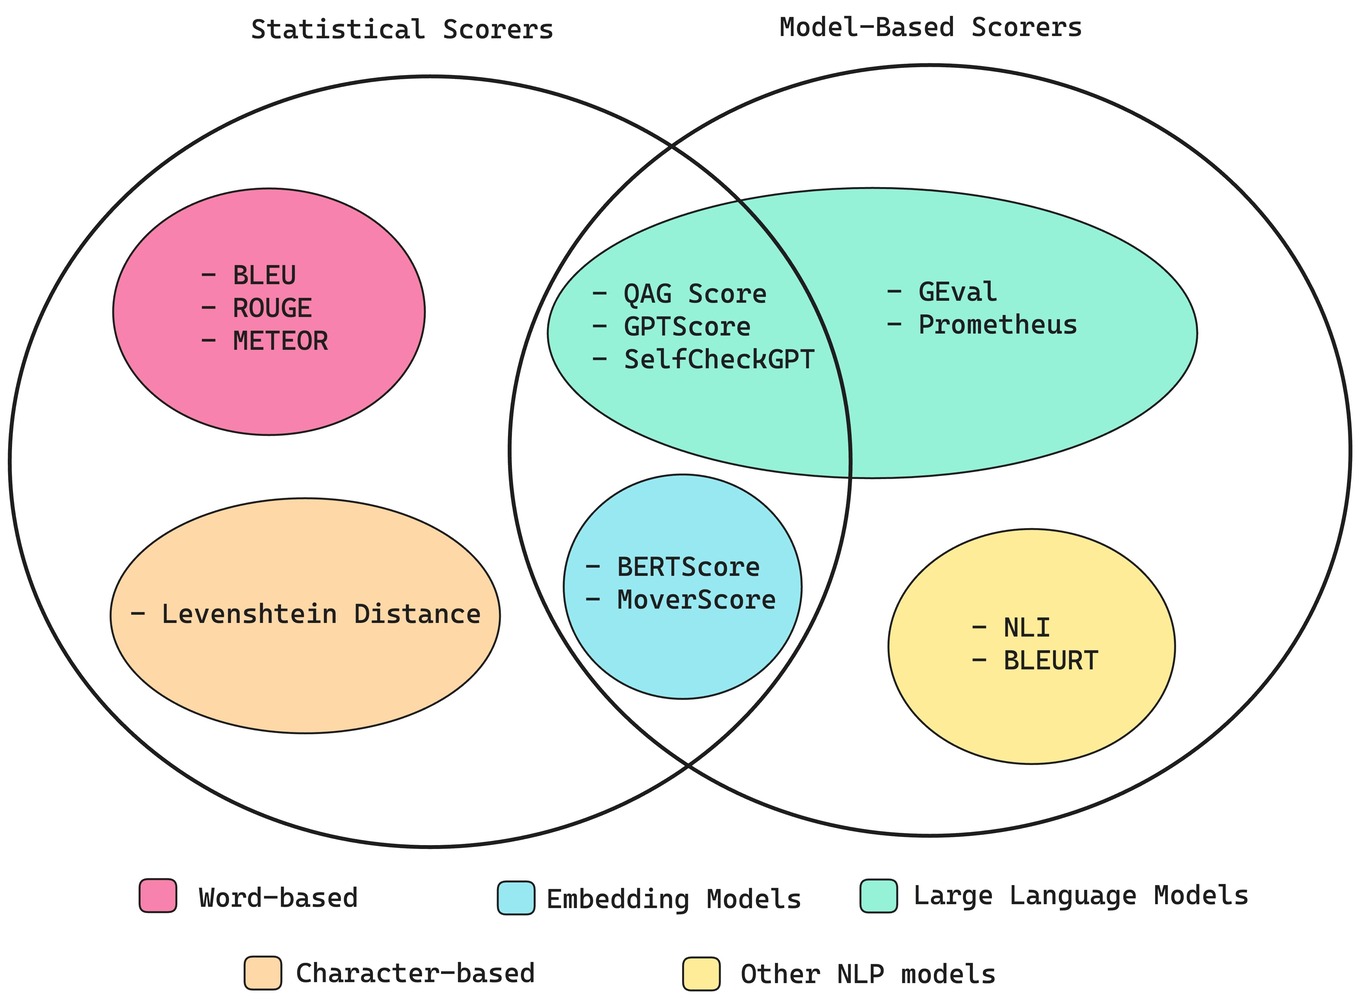 Statistical Scorers
Model-Based Scorers
- BLEU
- ROUGE
- METEOR
- QAG Score
- GPTScore
- SelfCheckGPT
- GEval
- Prometheus
- Levenshtein Distance
- BERTScore
- MoverScore
- NLI
- BLEURT
Word-based
Embedding Models
Large Language Models
Character-based
Other NLP models